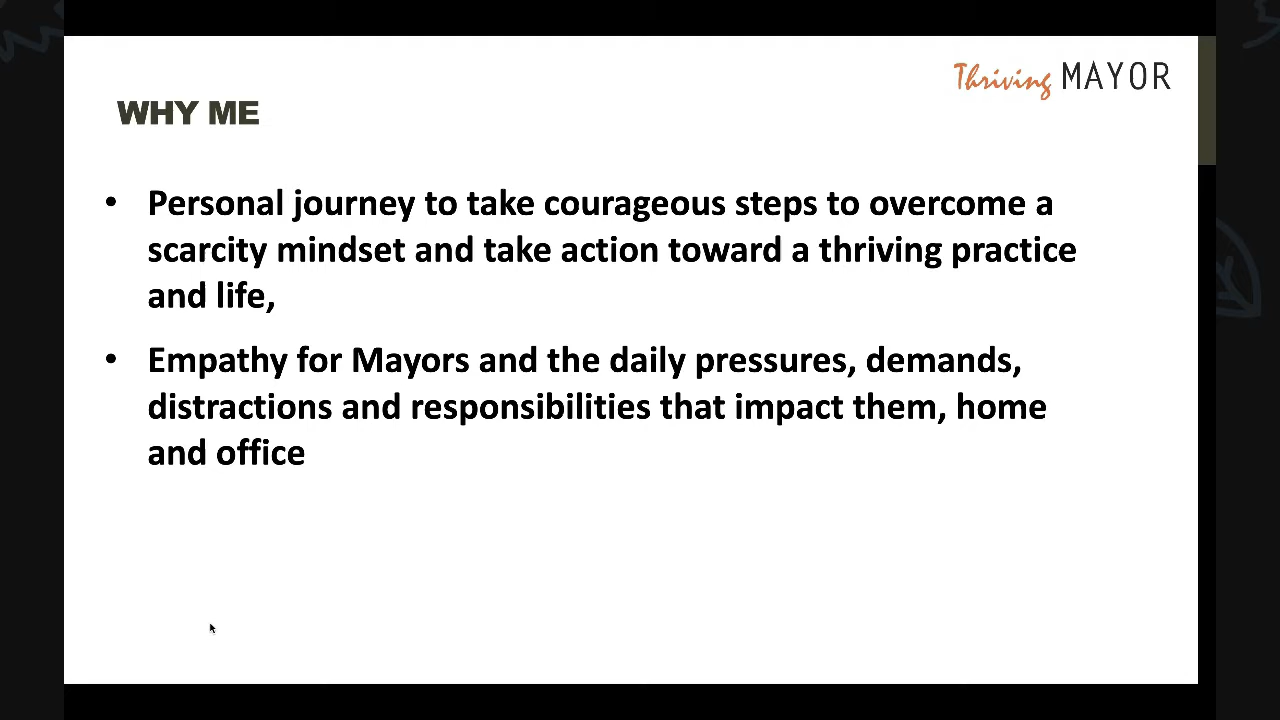 Thriving MAYOR
WHY ME
• Personal journey to take courageous steps to overcome a
scarcity mindset and take action toward a thriving practice
and life,
• Empathy for Mayors and the daily pressures, demands,
distractions and responsibilities that impact them, home
and office